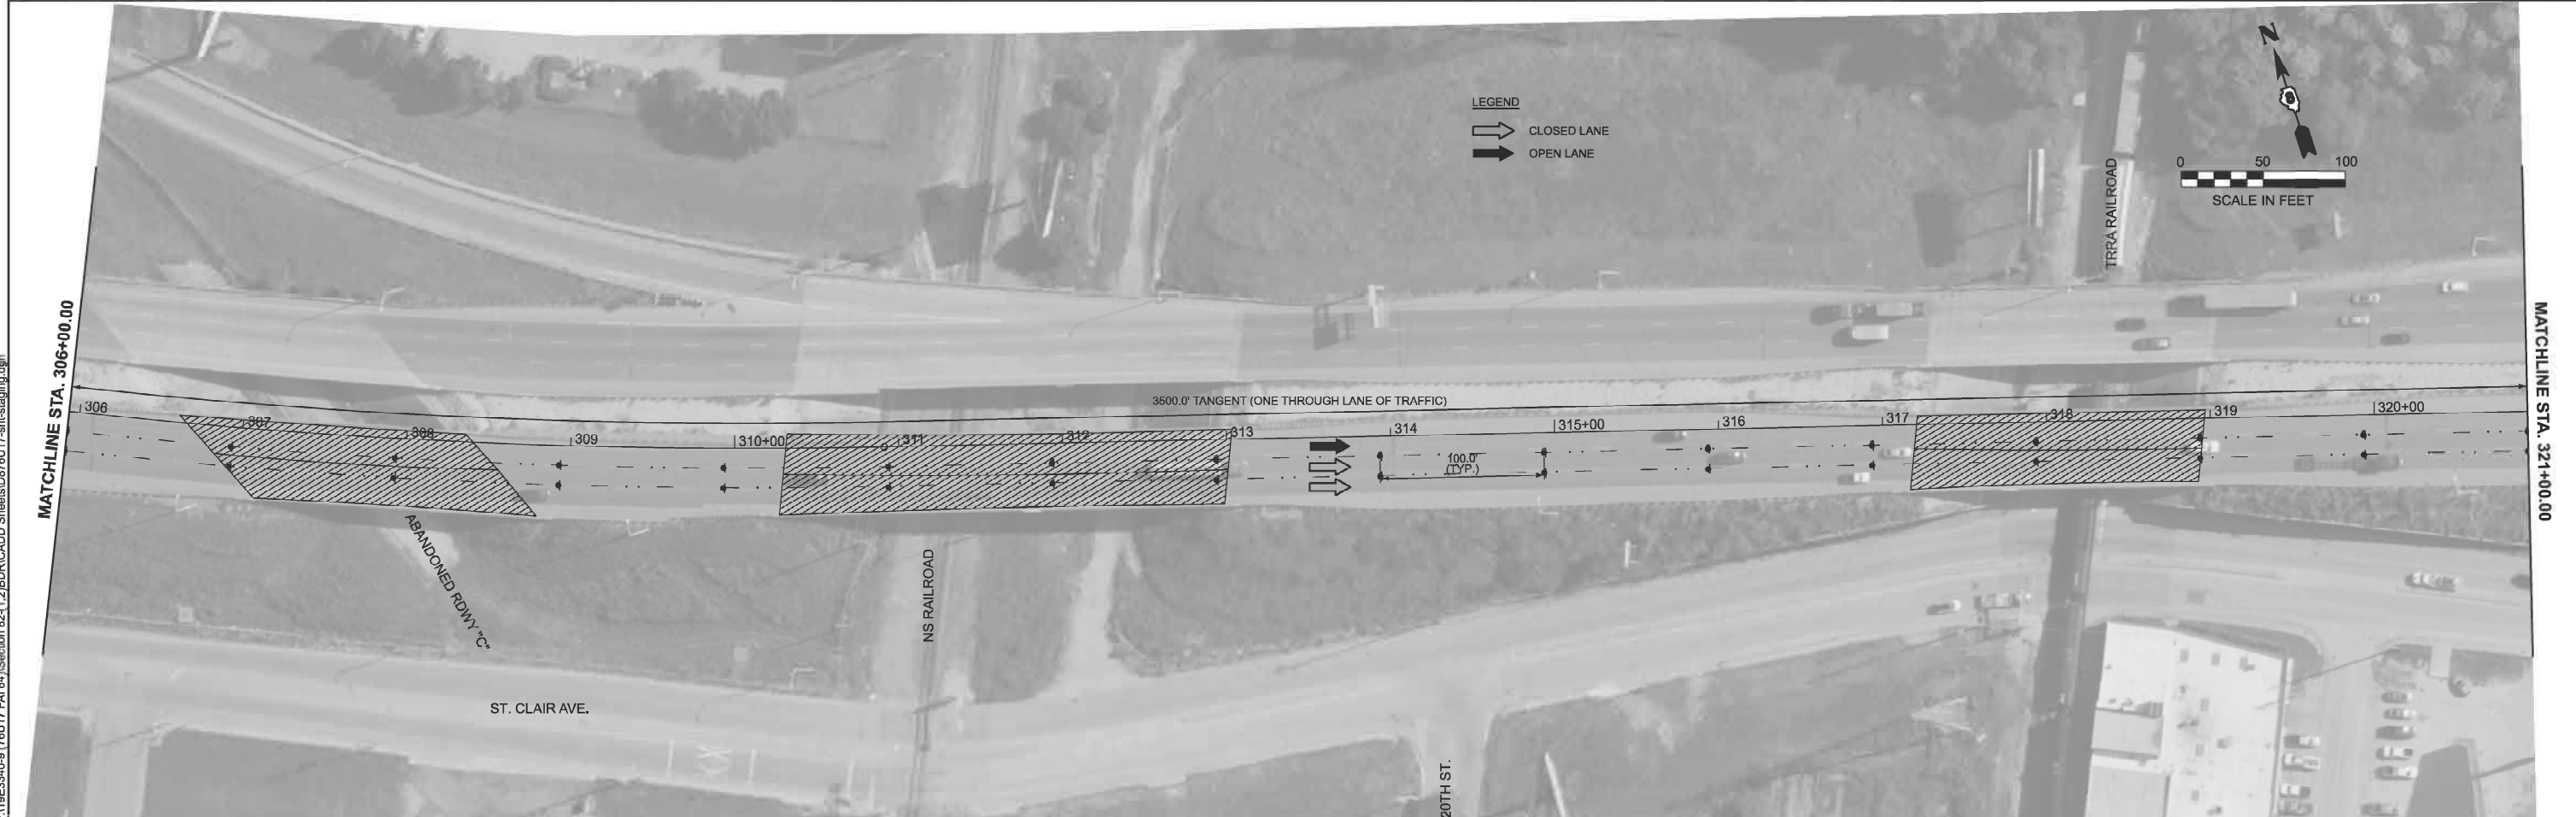 N
LEGEND
CLOSED LANE
OPEN LANE
0 50 100
SCALE IN FEET
TRRA RAILROAD
MATCHLINE STA. 306+00.00
MATCHLINE STA. 321+00.00
3500.0' TANGENT (ONE THROUGH LANE OF TRAFFIC)
306 307 308 309 310+00 311 312 313 314 315+00 316 317 318 319 320+00
100.0'
(TYP.)
ABANDONED RDWY "C"
NS RAILROAD
ST. CLAIR AVE.
20TH ST.